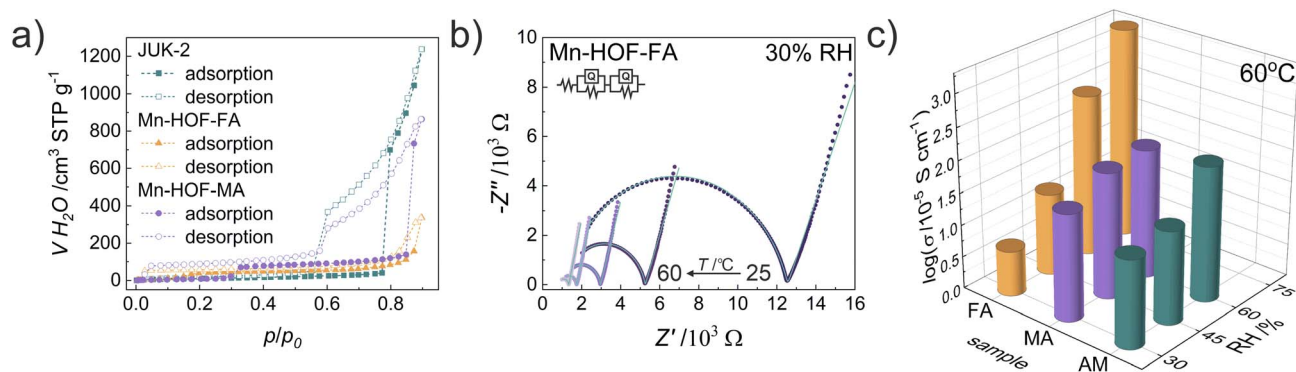 a)
JUK-2
adsorption
desorption
Mn-HOF-FA
adsorption
desorption
Mn-HOF-MA
adsorption
desorption
V H2O /cm³ STP g⁻¹
1200
1000
800
600
400
200
0
0.0 0.2 0.4 0.6 0.8 1.0
p/p₀
b)
Mn-HOF-FA 30% RH
Q Q
-Z'' /10³ Ω
10
8
6
4
2
0
60 T /°C 25
0 2 4 6 8 10 12 14 16
Z' /10³ Ω
c)
60°C
log(σ /10⁻⁵ S cm⁻¹)
3.0
2.5
2.0
1.5
1.0
0.5
0.0
FA
MA
AM
sample
30
45
60
75
RH /%